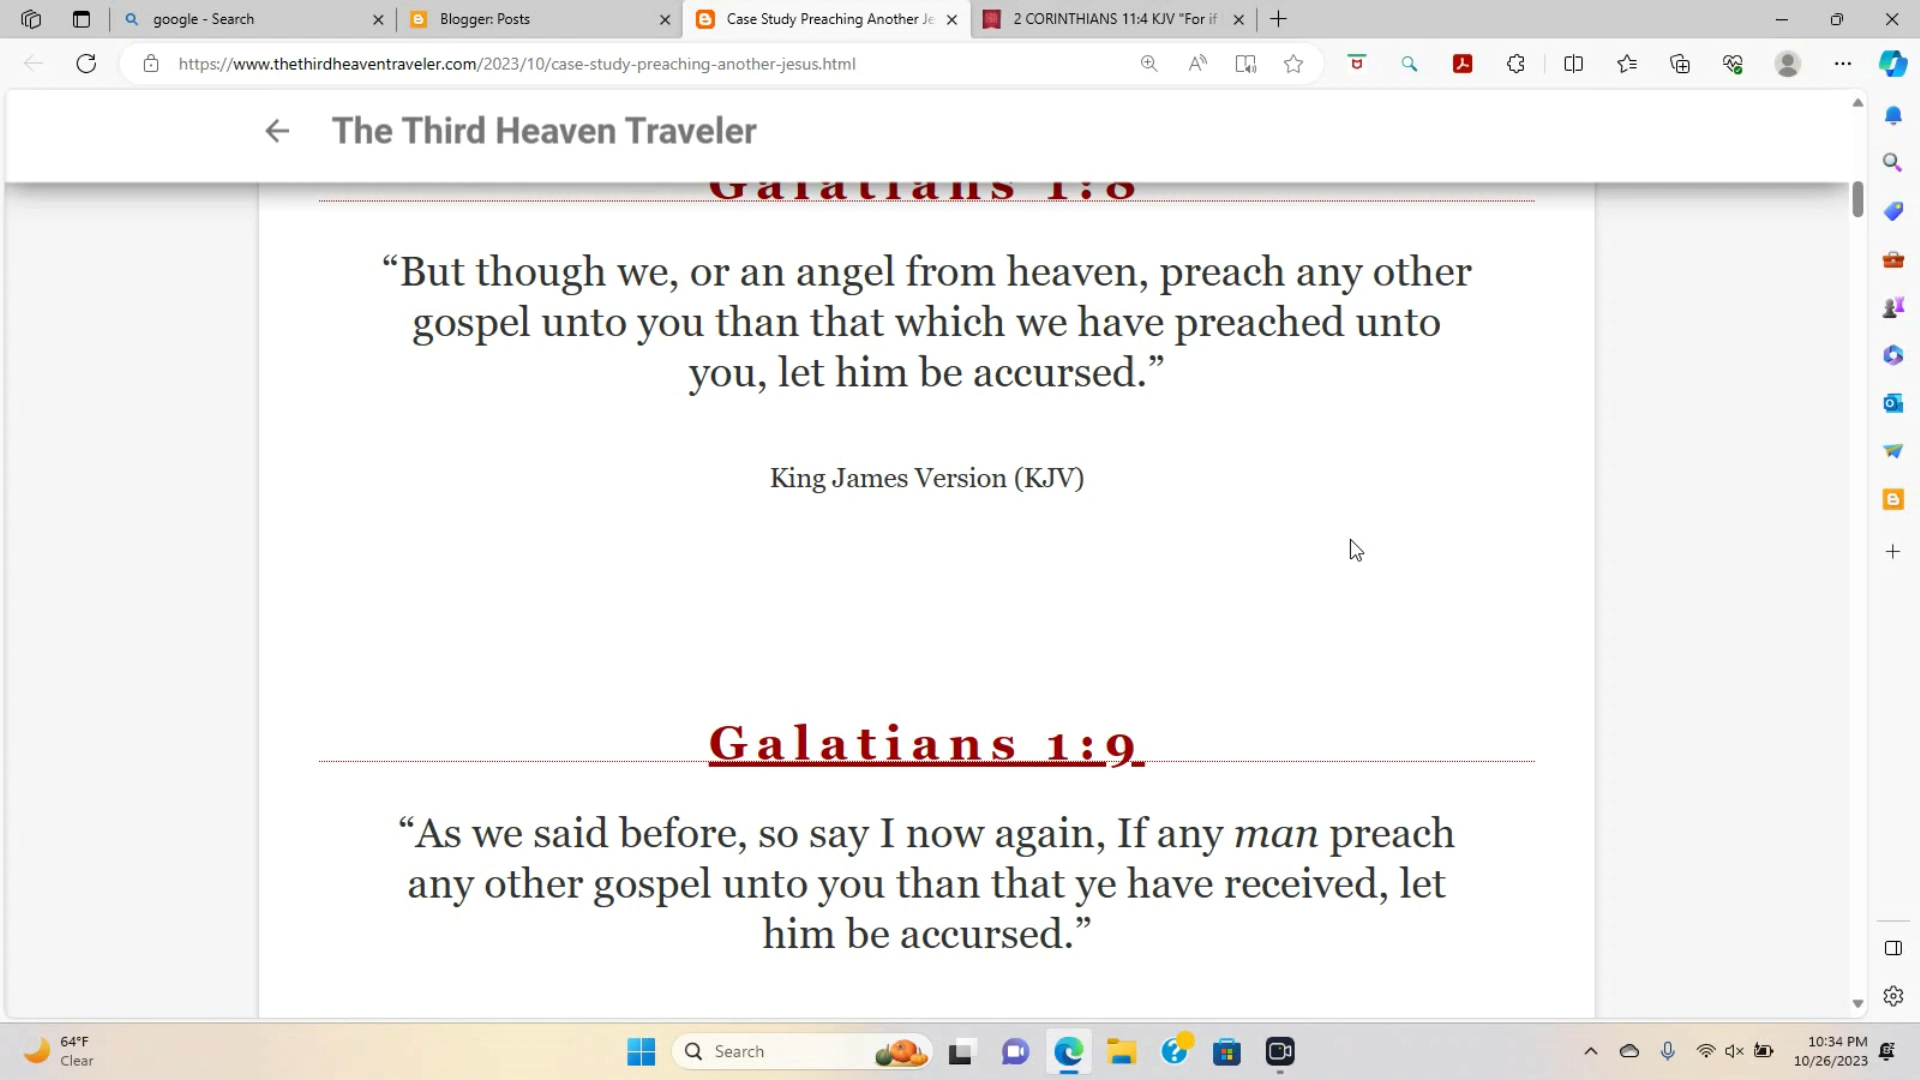 google - Search
Blogger: Posts
Case Study Preaching Another Je
2 CORINTHIANS 11:4 KJV "For if
https://www.thethirdheaventraveler.com/2023/10/case-study-preaching-another-jesus.html
The Third Heaven Traveler
Galatians 1:8
“But though we, or an angel from heaven, preach any other
gospel unto you than that which we have preached unto
you, let him be accursed.”
King James Version (KJV)
Galatians 1:9
“As we said before, so say I now again, If any man preach
any other gospel unto you than that ye have received, let
him be accursed.”
64°F
Clear
Search
10:34 PM
10/26/2023